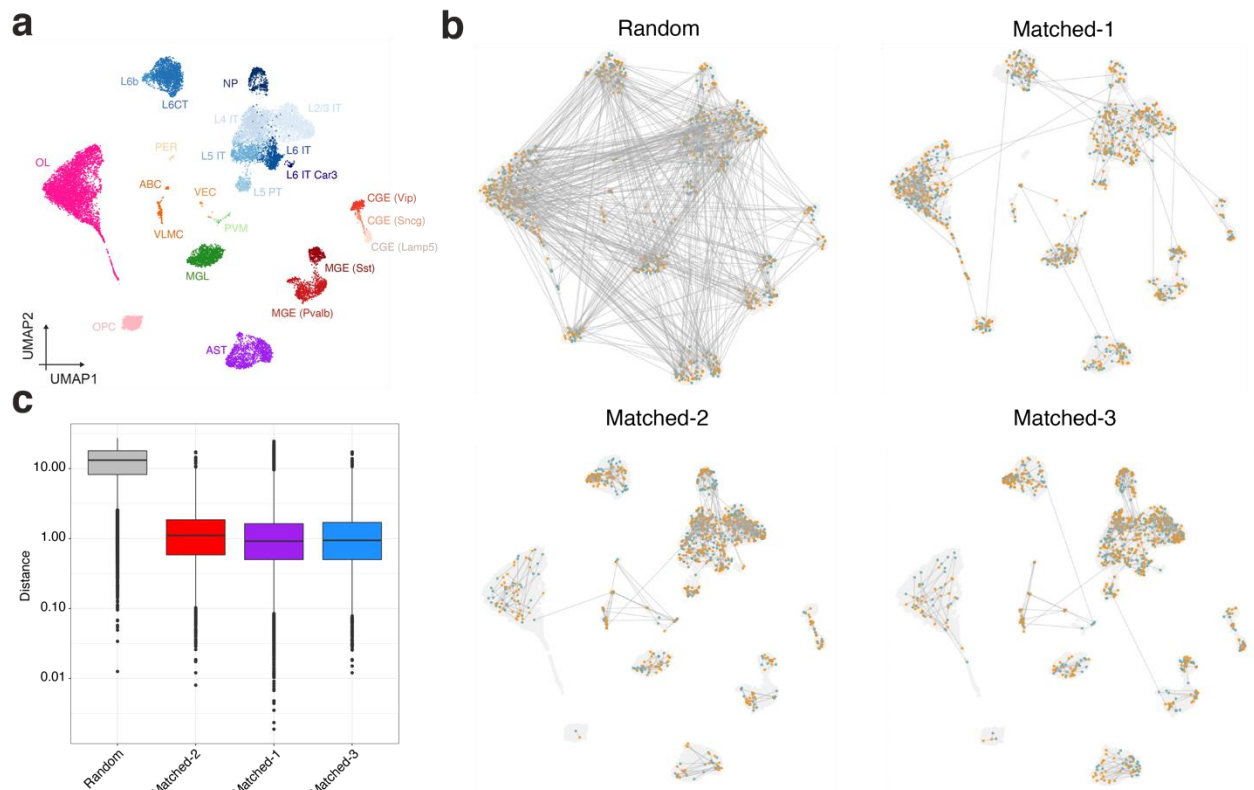 a
L6b
L6CT
NP
L4 IT
L2/3 IT
OL
PER
L5 IT
L6 IT
L6 IT Car3
L5 PT
ABC
VEC
CGE (Vip)
VLMC
PVM
CGE (Sncg)
CGE (Lamp5)
MGL
MGE (Sst)
MGE (Pvalb)
OPC
AST
UMAP2
UMAP1
b
Random
Matched-1
Matched-2
Matched-3
c
Distance
10.00
1.00
0.10
0.01
Random
Matched-2
Matched-1
Matched-3